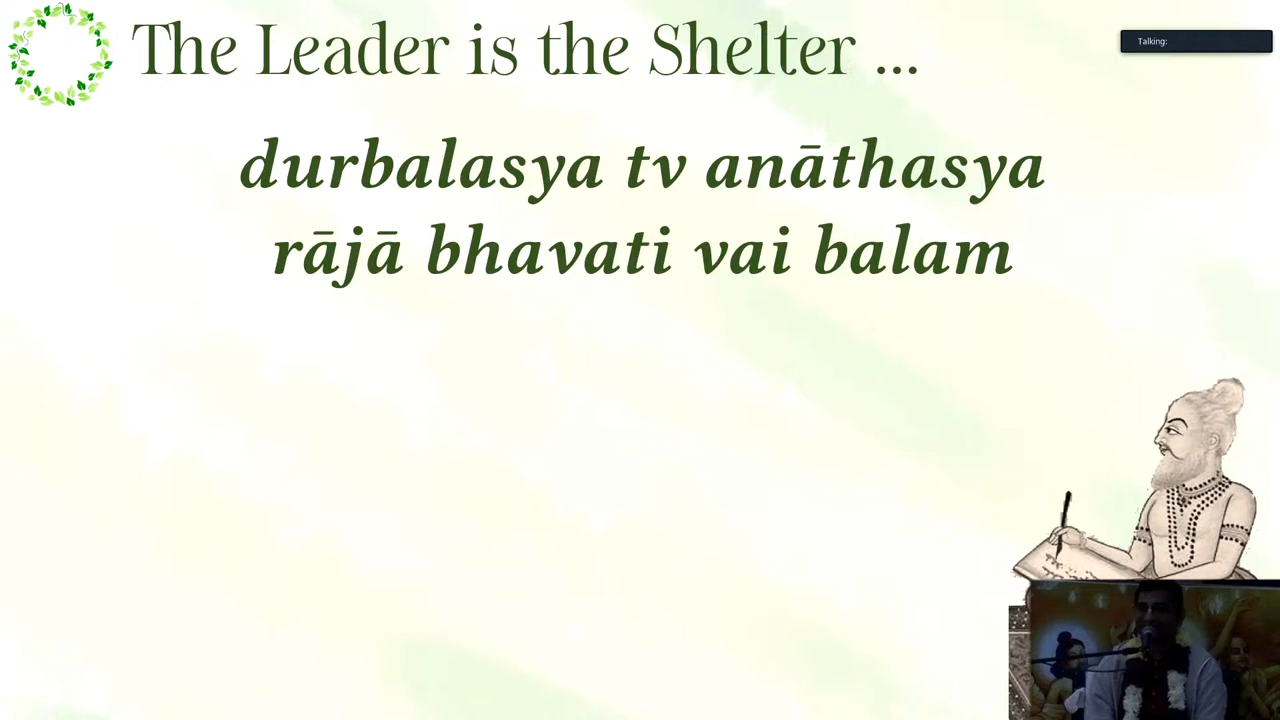 The Leader is the Shelter ...
Talking:
durbalasya tv anāthasya
rājā bhavati vai balam